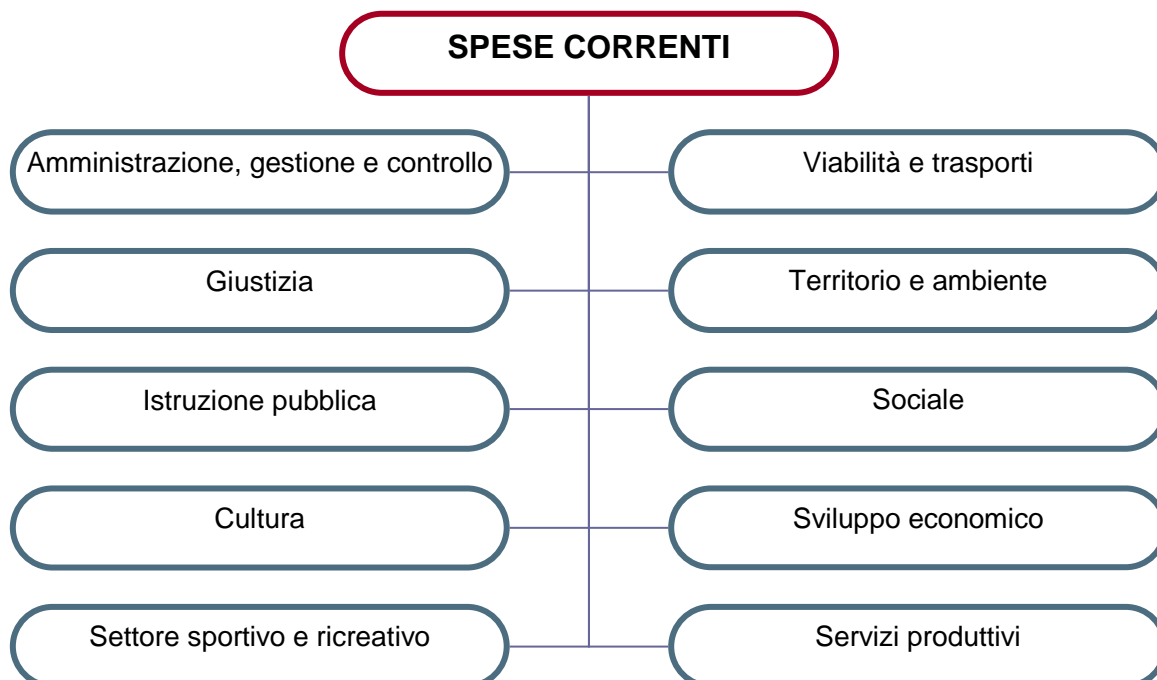 SPESE CORRENTI
Amministrazione, gestione e controllo
Viabilità e trasporti
Giustizia
Territorio e ambiente
Istruzione pubblica
Sociale
Cultura
Sviluppo economico
Settore sportivo e ricreativo
Servizi produttivi